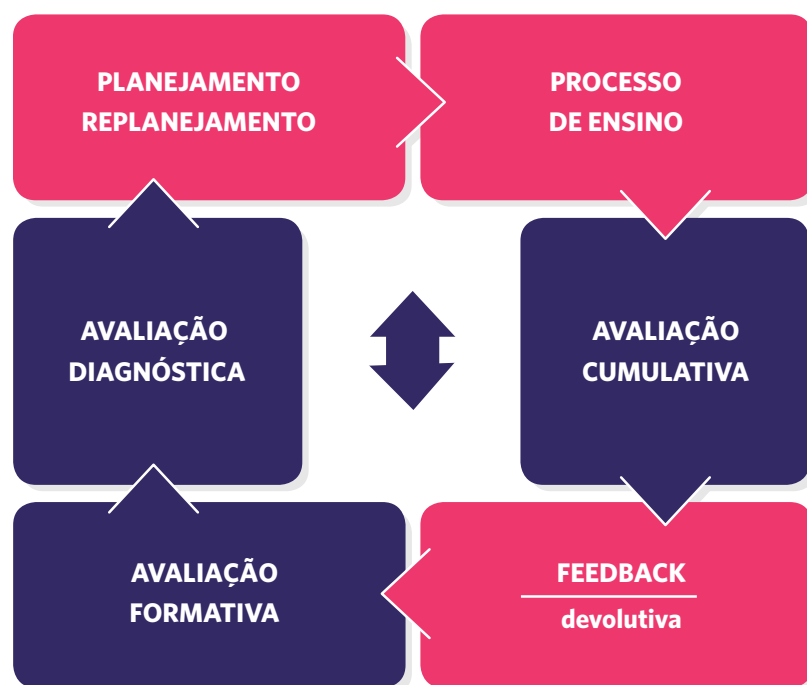 PLANEJAMENTO
REPLANEJAMENTO
PROCESSO
DE ENSINO
AVALIAÇÃO
DIAGNÓSTICA
AVALIAÇÃO
CUMULATIVA
AVALIAÇÃO
FORMATIVA
FEEDBACK
devolutiva